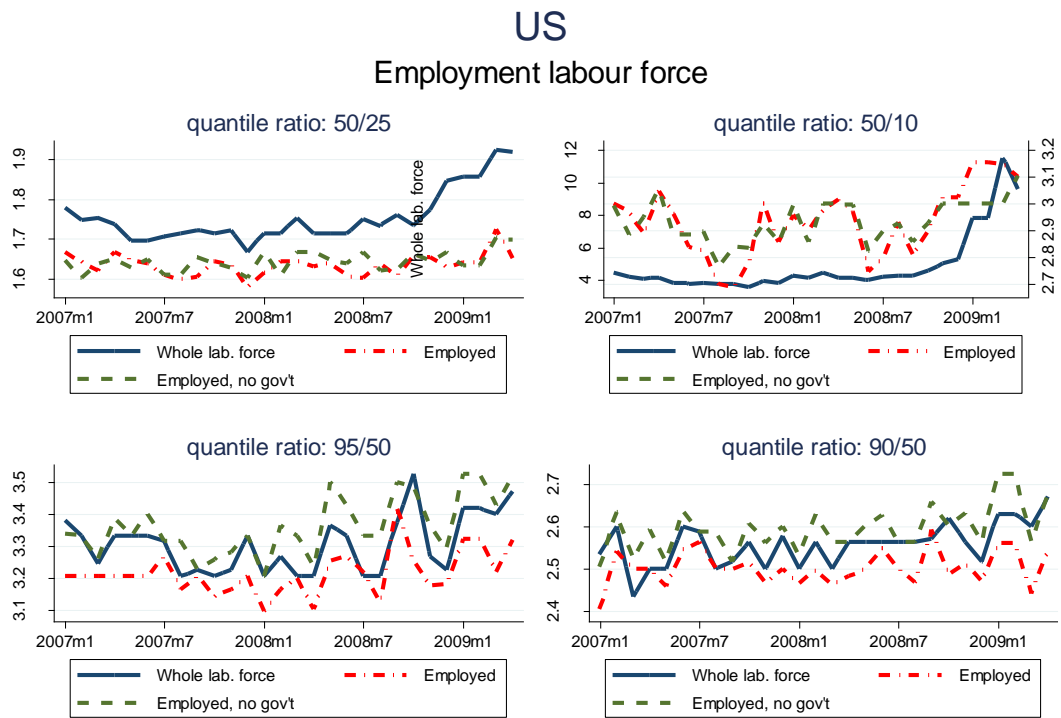 US
Employment labour force
quantile ratio: 50/25
1.9
1.8
1.7
1.6
2007m1 2007m7 2008m1 2008m7 2009m1
Whole lab. force Employed
Employed, no gov't
quantile ratio: 50/10
Whole lab. force
12
10
8
6
4
3.2
3.1
3
2.9
2.8
2.7
2007m1 2007m7 2008m1 2008m7 2009m1
Whole lab. force Employed
Employed, no gov't
quantile ratio: 95/50
3.5
3.4
3.3
3.2
3.1
2007m1 2007m7 2008m1 2008m7 2009m1
Whole lab. force Employed
Employed, no gov't
quantile ratio: 90/50
2.7
2.6
2.5
2.4
2007m1 2007m7 2008m1 2008m7 2009m1
Whole lab. force Employed
Employed, no gov't